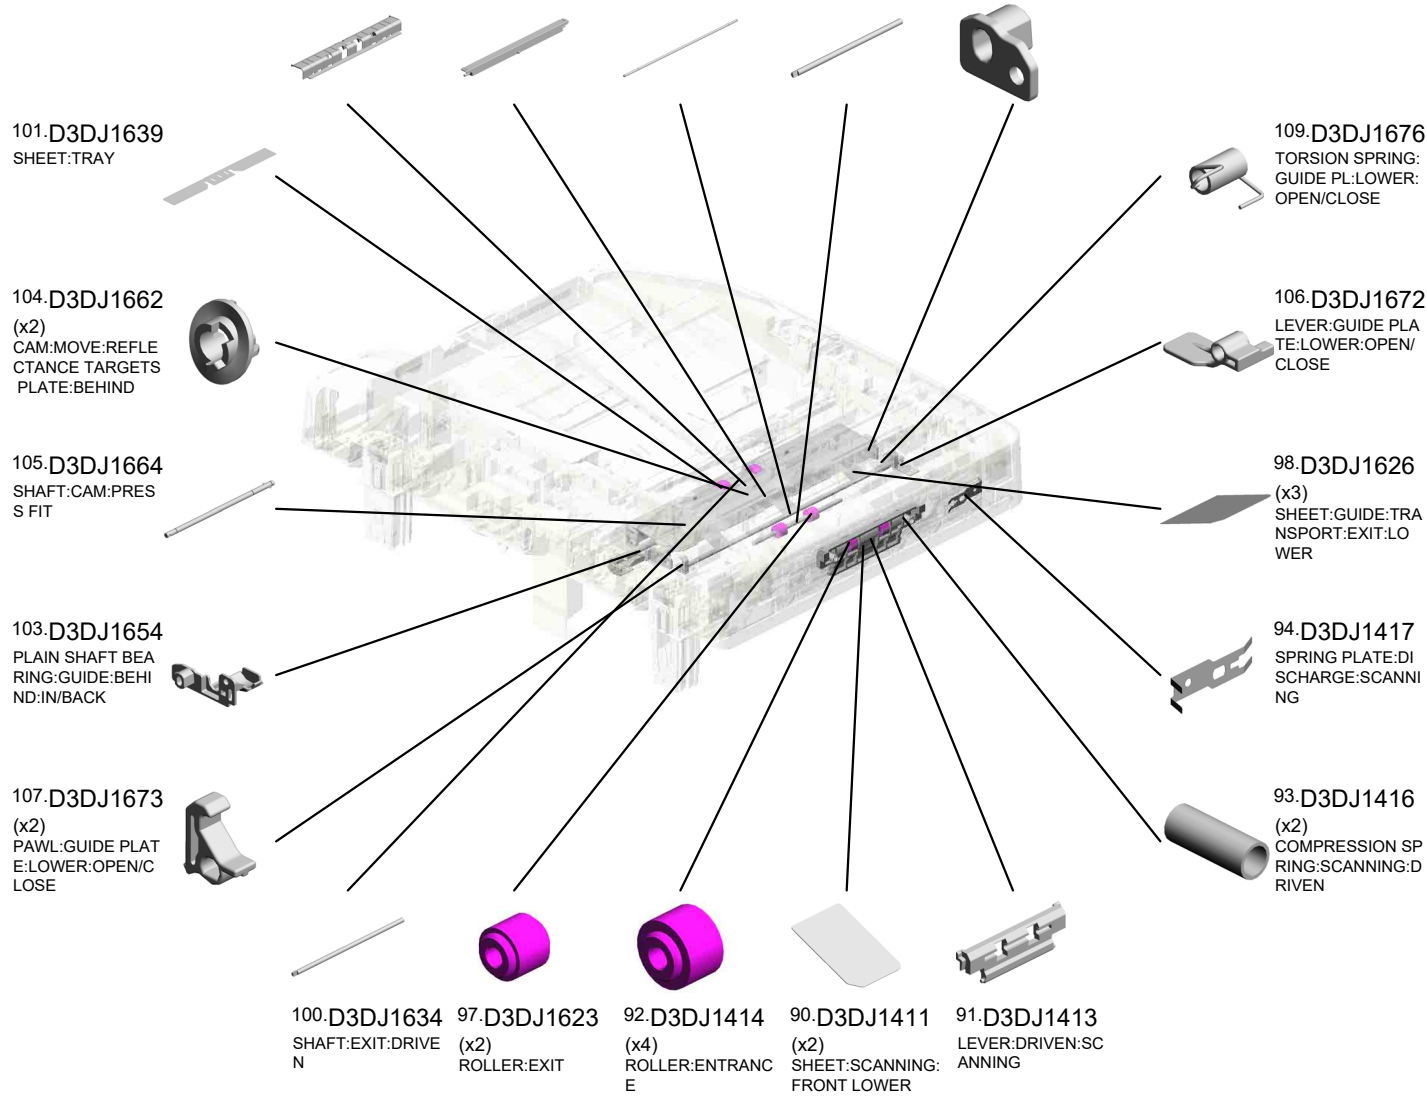 101.D3DJ1639
SHEET:TRAY
104.D3DJ1662
(x2)
CAM:MOVE:REFLE
CTANCE TARGETS
PLATE:BEHIND
105.D3DJ1664
SHAFT:CAM:PRES
S FIT
103.D3DJ1654
PLAIN SHAFT BEA
RING:GUIDE:BEHI
ND:IN/BACK
107.D3DJ1673
(x2)
PAWL:GUIDE PLAT
E:LOWER:OPEN/C
LOSE
109.D3DJ1676
TORSION SPRING:
GUIDE PL:LOWER:
OPEN/CLOSE
106.D3DJ1672
LEVER:GUIDE PLA
TE:LOWER:OPEN/
CLOSE
98.D3DJ1626
(x3)
SHEET:GUIDE:TRA
NSPORT:EXIT:LO
WER
94.D3DJ1417
SPRING PLATE:DI
SCHARGE:SCANNI
NG
93.D3DJ1416
(x2)
COMPRESSION SP
RING:SCANNING:D
RIVEN
100.D3DJ1634
SHAFT:EXIT:DRIVE
N
97.D3DJ1623
(x2)
ROLLER:EXIT
92.D3DJ1414
(x4)
ROLLER:ENTRANC
E
90.D3DJ1411
(x2)
SHEET:SCANNING:
FRONT LOWER
91.D3DJ1413
LEVER:DRIVEN:SC
ANNING